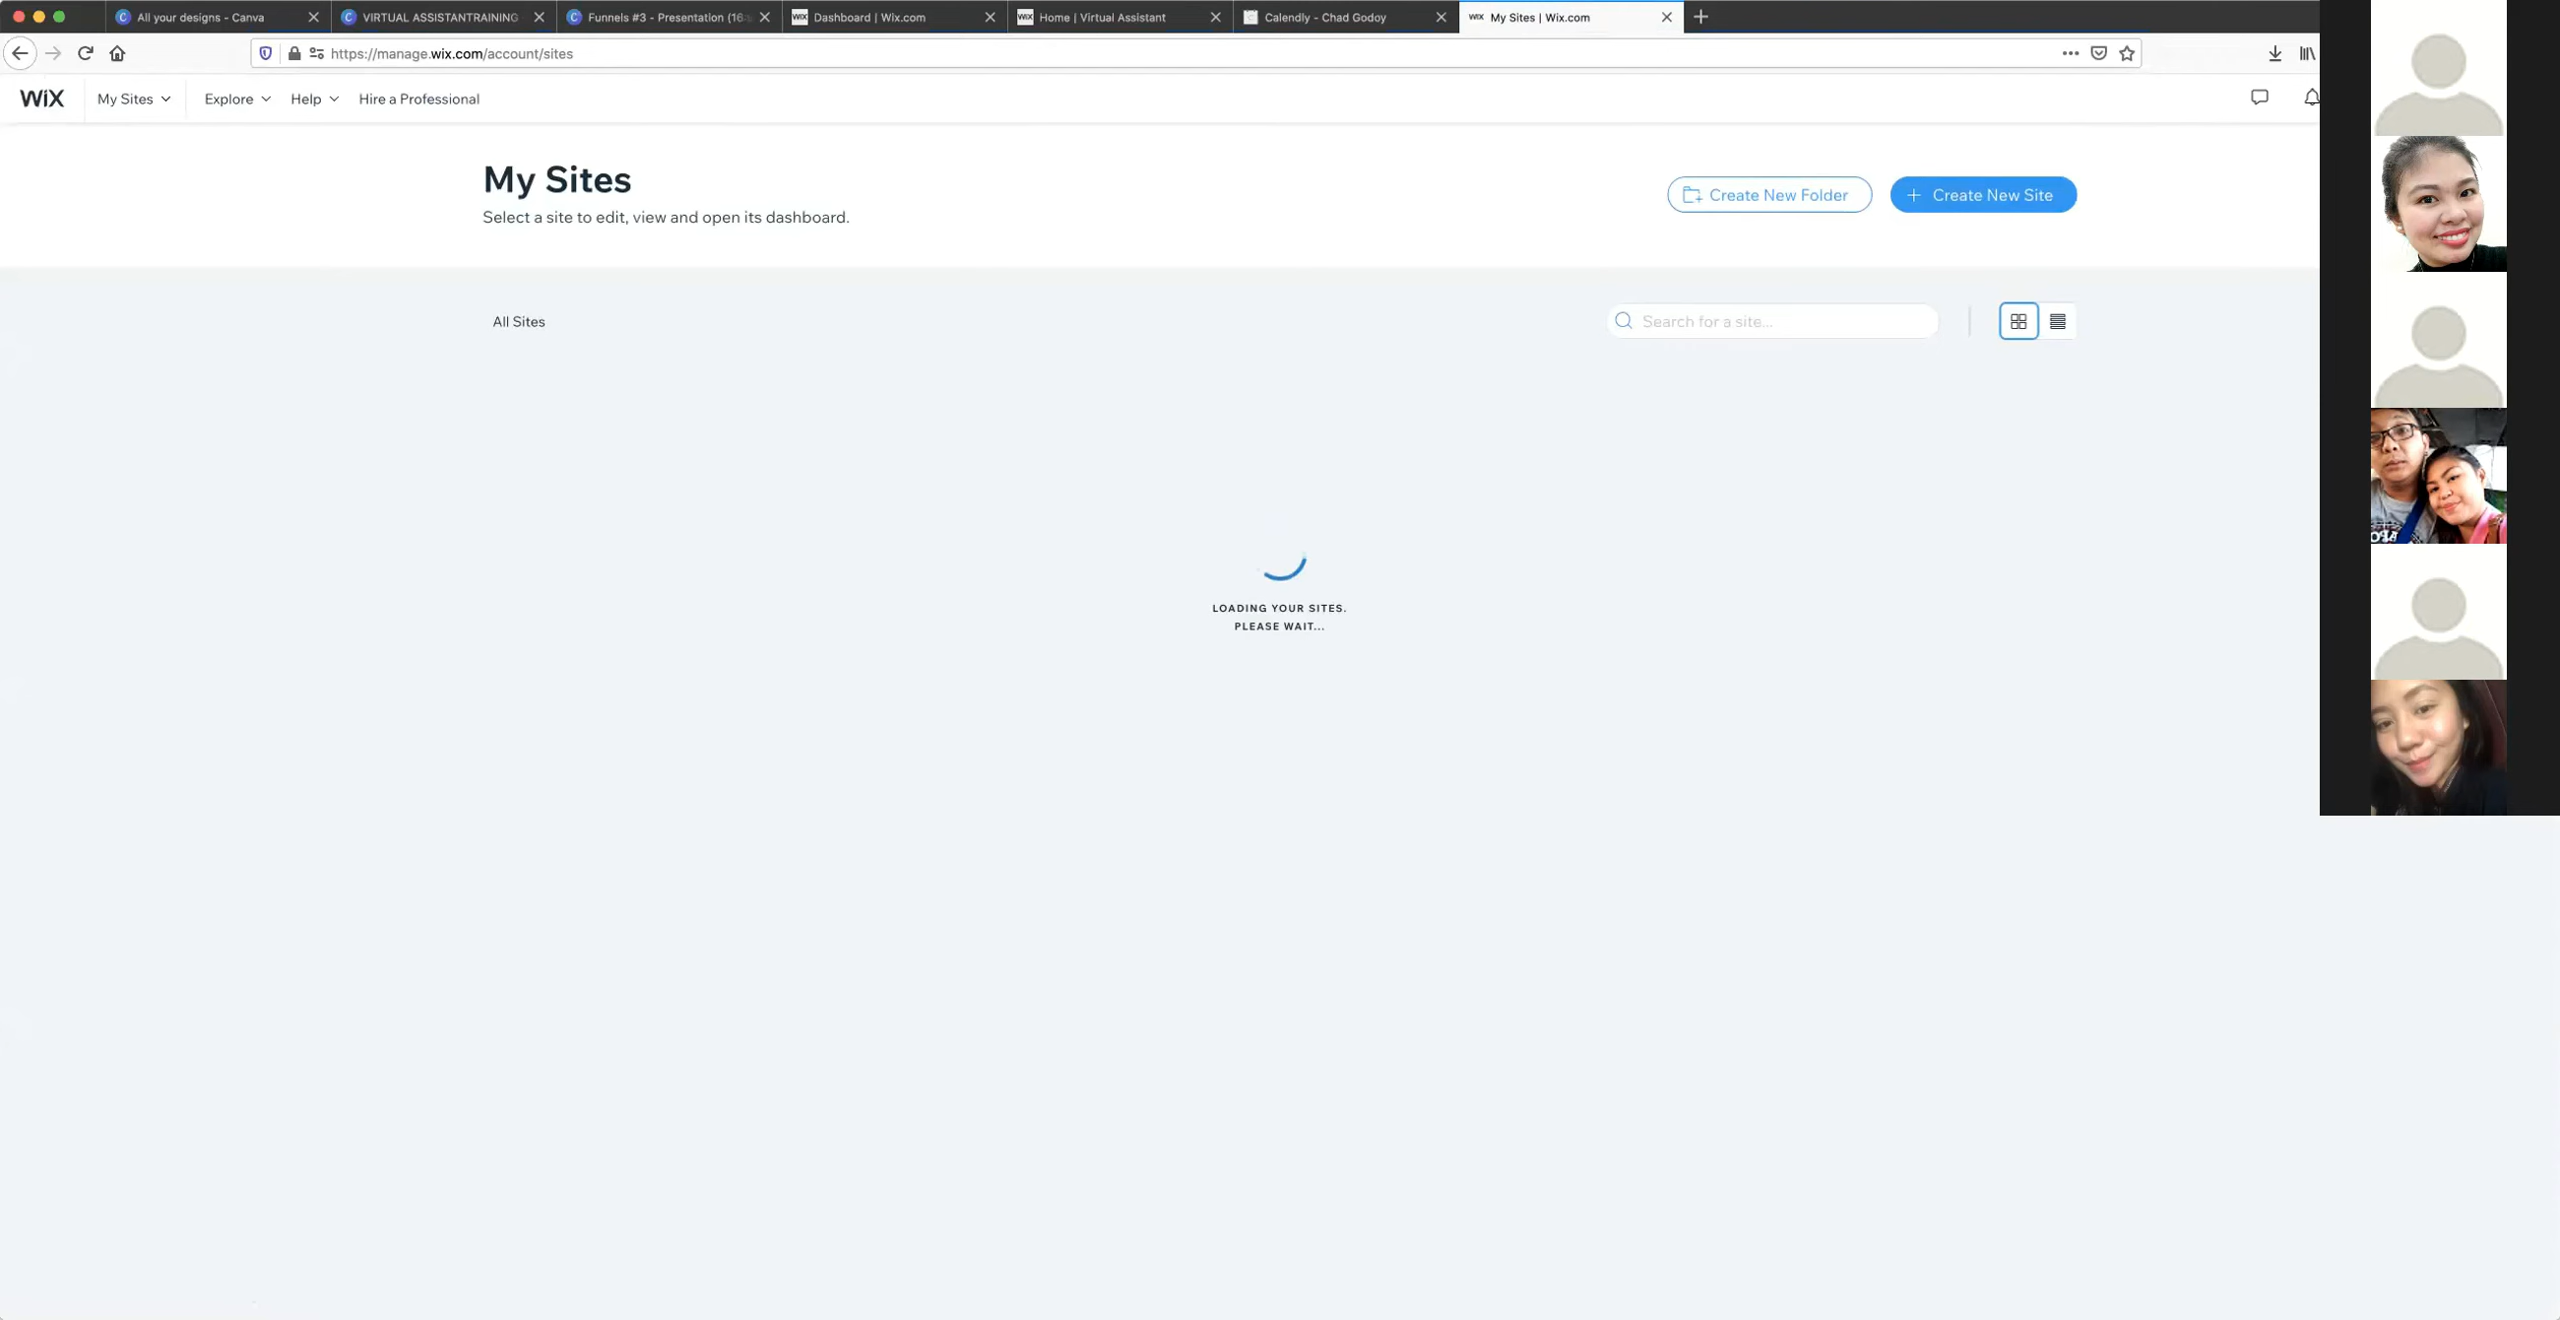 All your designs - Canva
VIRTUAL ASSISTANTRAINING
Funnels #3 - Presentation (16:
Dashboard | Wix.com
Home | Virtual Assistant
Calendly - Chad Godoy
My Sites | Wix.com
https://manage.wix.com/account/sites
WiX
My Sites
Explore
Help
Hire a Professional
My Sites
Select a site to edit, view and open its dashboard.
Create New Folder
Create New Site
All Sites
Search for a site...
LOADING YOUR SITES.
PLEASE WAIT...